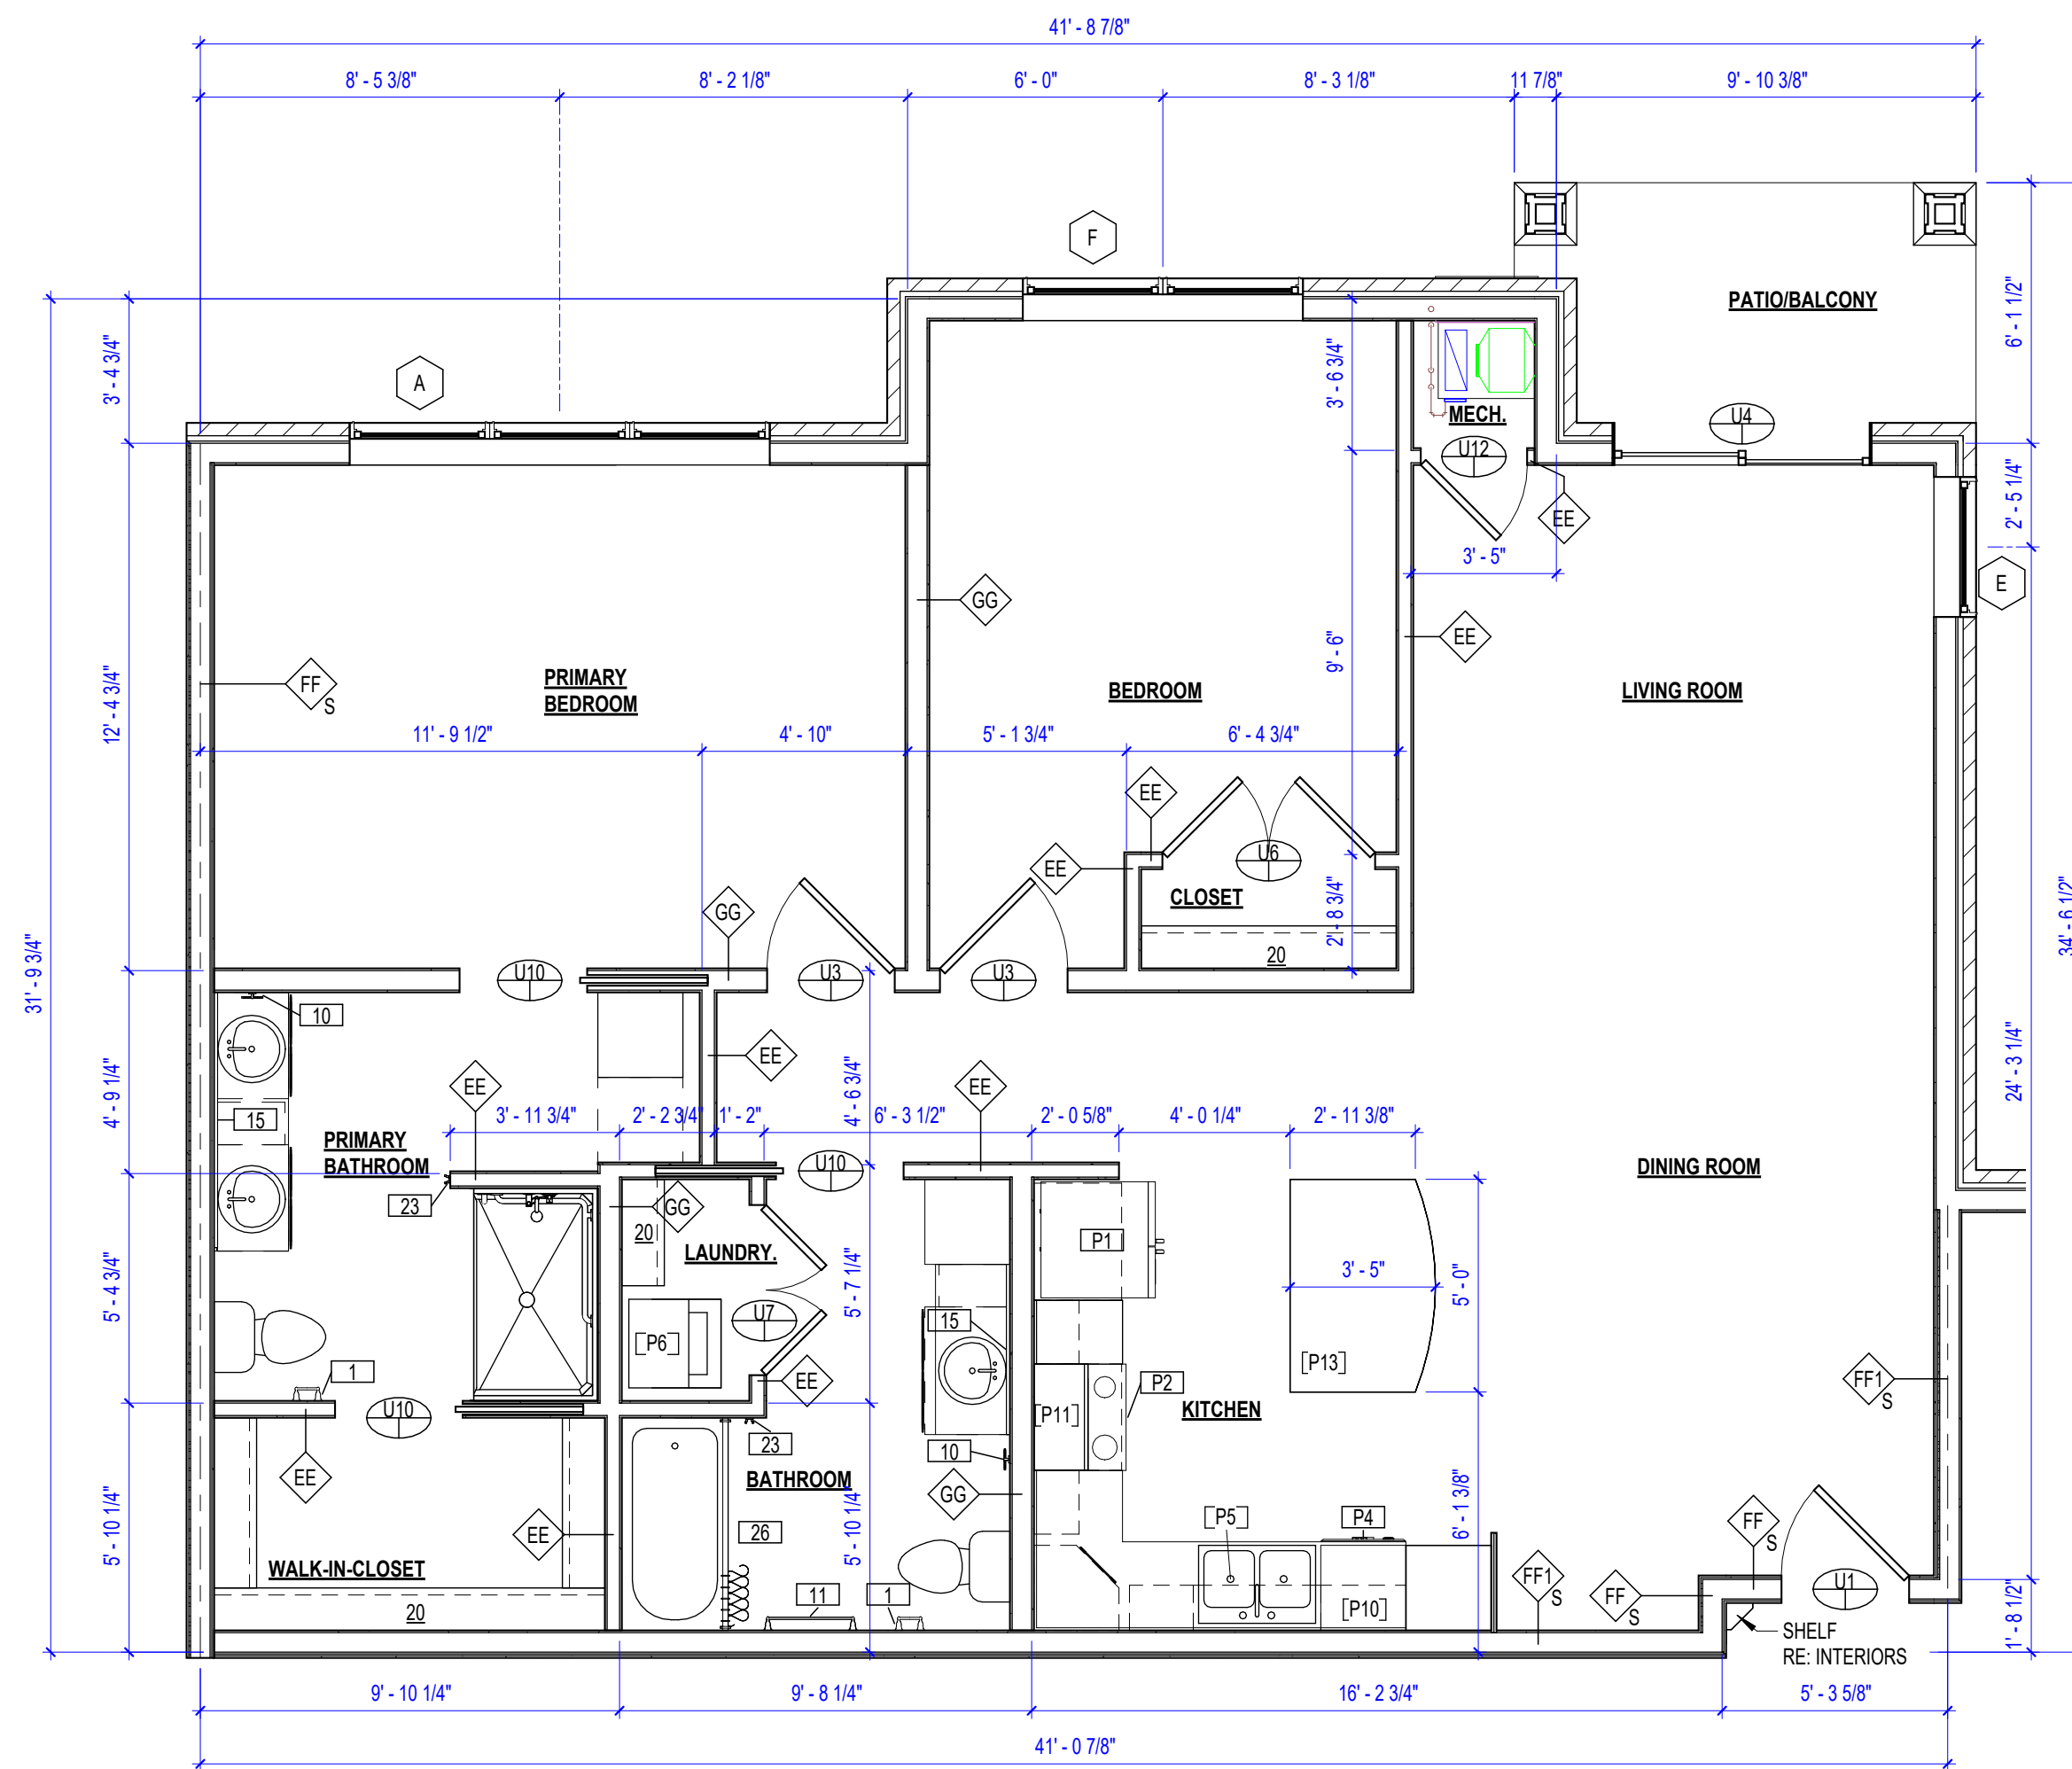 41' - 8 7/8"
8' - 5 3/8"
8' - 2 1/8"
6' - 0"
8' - 3 1/8"
11 7/8"
9' - 10 3/8"
F
A
E
PATIO/BALCONY
6' - 1 1/2"
3' - 4 3/4"
3' - 6 3/4"
MECH.
U12
U4
EE
2' - 5 1/4"
3' - 5"
GG
EE
9' - 6"
FF
S
PRIMARY
BEDROOM
BEDROOM
LIVING ROOM
12' - 4 3/4"
11' - 9 1/2"
4' - 10"
5' - 1 3/4"
6' - 4 3/4"
EE
EE
U6
CLOSET
2' - 8 3/4"
20
GG
U10
U3
U3
31' - 9 3/4"
34' - 6 1/2"
24' - 3 1/4"
10
EE
EE
EE
4' - 9 1/4"
4' - 6 3/4"
15
3' - 11 3/4"
2' - 2 3/4"
1' - 2"
6' - 3 1/2"
2' - 0 5/8"
4' - 0 1/4"
2' - 11 3/8"
PRIMARY
BATHROOM
U10
DINING ROOM
23
GG
20
LAUNDRY.
P1
3' - 5"
5' - 0"
5' - 4 3/4"
5' - 7 1/4"
U7
15
P6
P13
1
EE
P2
FF1
S
U10
P11
KITCHEN
23
10
EE
BATHROOM
GG
5' - 10 1/4"
5' - 10 1/4"
6' - 1 3/8"
EE
26
P5
P4
FF
S
WALK-IN-CLOSET
20
11
1
P10
FF1
S
FF
S
U1
1' - 8 1/2"
SHELF
RE: INTERIORS
9' - 10 1/4"
9' - 8 1/4"
16' - 2 3/4"
5' - 3 5/8"
41' - 0 7/8"